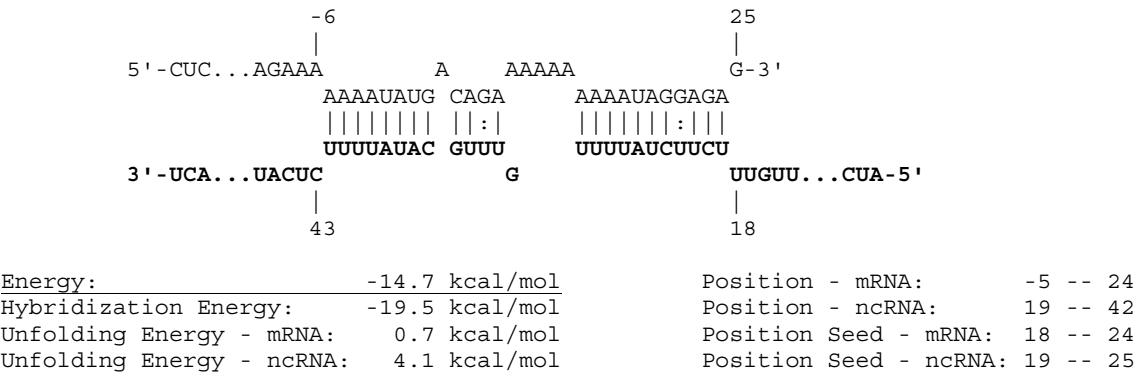 -6                                  25
                          |                                   |
          5'-CUC...AGAAA          A     AAAAA             G-3'
                          AAAAUAUG CAGA      AAAAUAGGAGA
                          |||||||| ||:|      |||||||:|||
                          UUUUAUAC GUUU      UUUUAUCUUCU
          3'-UCA...UACUC                G                 UUGUU...CUA-5'
                          |                                   |
                          43                                  18
Energy: -14.7 kcal/mol Position - mRNA: -5 -- 24
Hybridization Energy: -19.5 kcal/mol Position - ncRNA: 19 -- 42
Unfolding Energy - mRNA: 0.7 kcal/mol Position Seed - mRNA: 18 -- 24
Unfolding Energy - ncRNA: 4.1 kcal/mol Position Seed - ncRNA: 19 -- 25